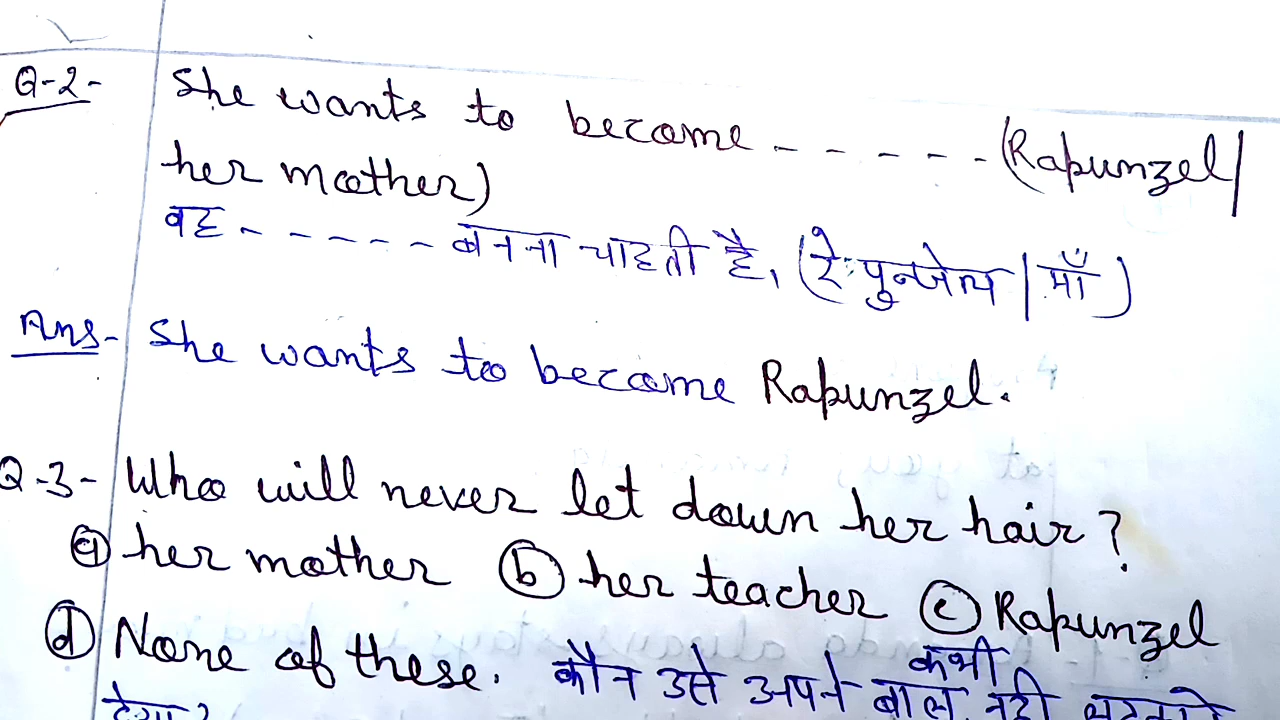 Q-2- She wants to become - - - - - (Rapunzel|
her mother)
वह - - - - - बनना चाहती है, (रेपुन्जेल | माँ)
Ans- She wants to become Rapunzel.
Q-3- Who will never let down her hair?
ⓐ her mother ⓑ her teacher ⓒ Rapunzel
ⓓ None of these. कौन उसे अपने बाल कभी नहीं
देगा?